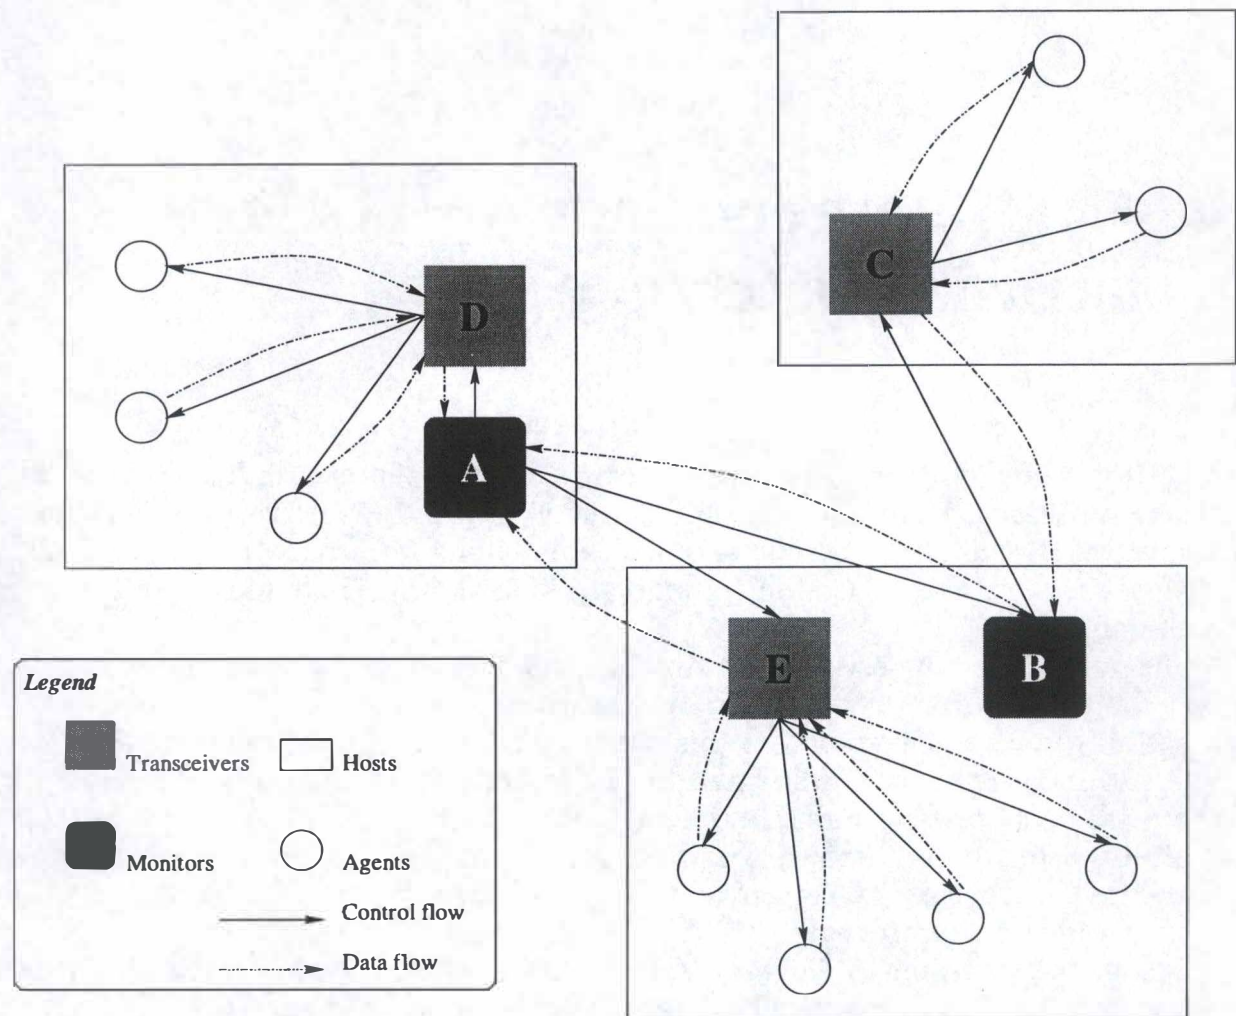 C
D
A
E
B
Legend
Transceivers
Hosts
Monitors
Agents
Control flow
Data flow